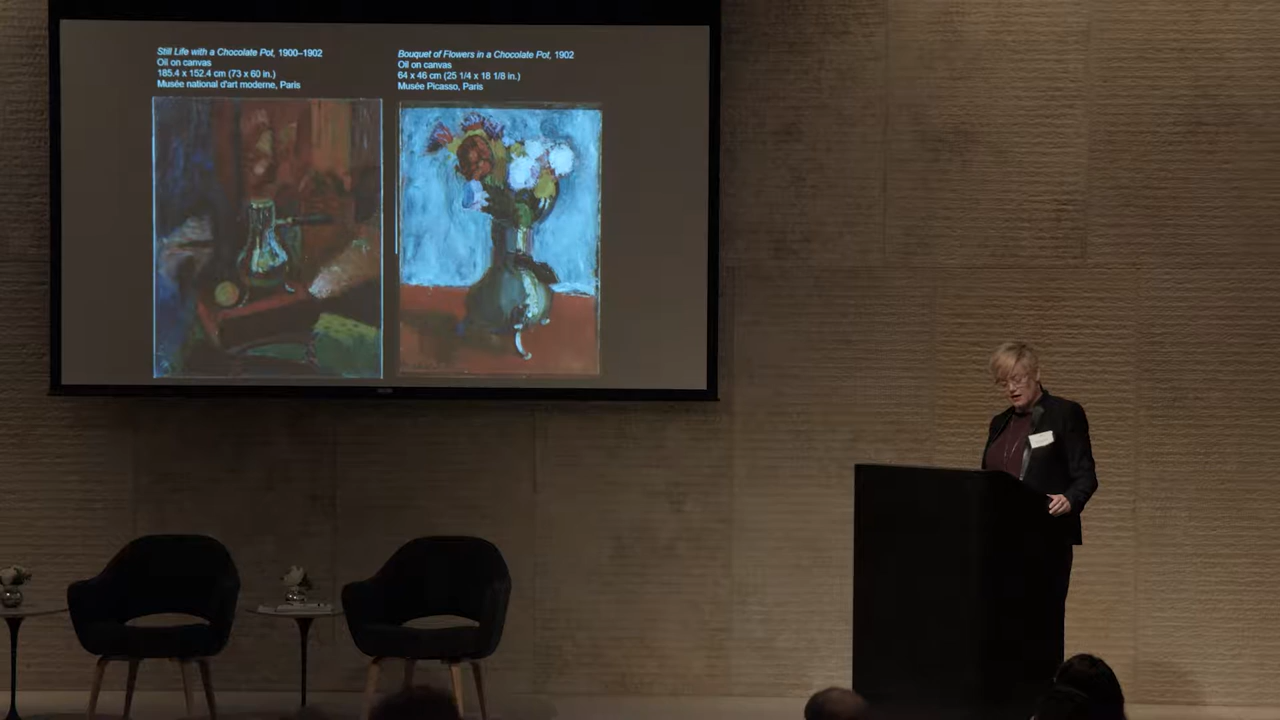 Still Life with a Chocolate Pot, 1900–1902
Oil on canvas
185.4 x 152.4 cm (73 x 60 in.)
Musée national d'art moderne, Paris
Bouquet of Flowers in a Chocolate Pot, 1902
Oil on canvas
64 x 46 cm (25 1/4 x 18 1/8 in.)
Musée Picasso, Paris